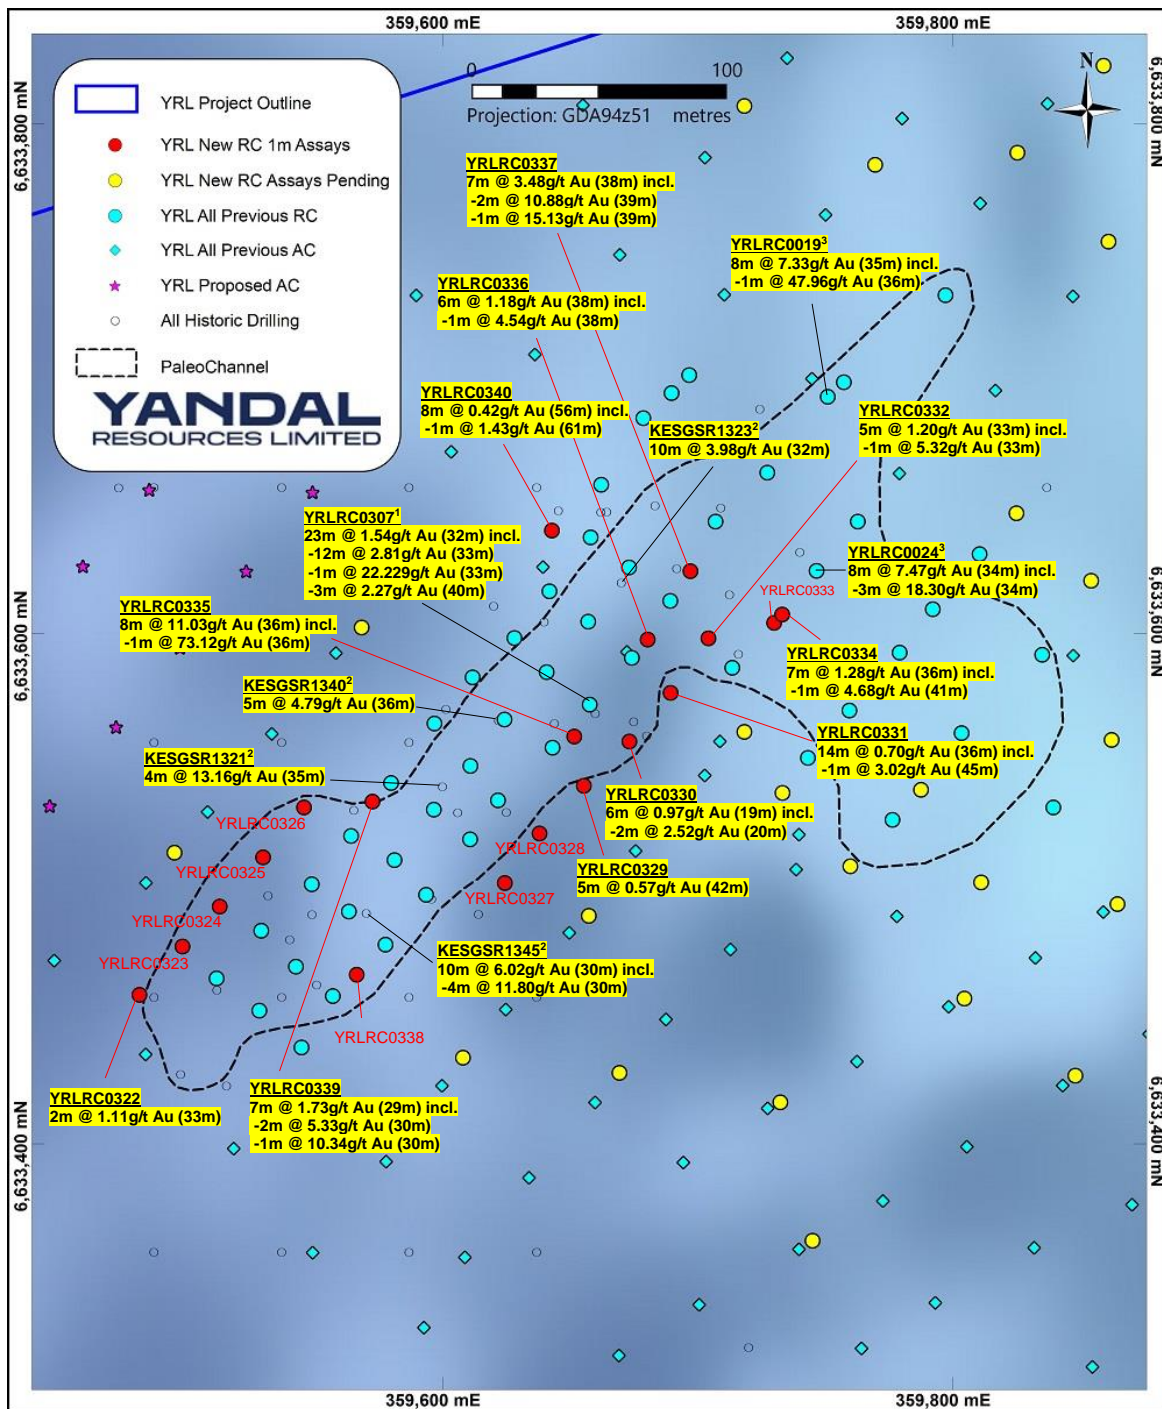 359,600 mE
359,800 mE
6,633,800 mN
6,633,800 mN
YRL Project Outline
YRL New RC 1m Assays
YRL New RC Assays Pending
YRL All Previous RC
YRL All Previous AC
YRL Proposed AC
All Historic Drilling
PaleoChannel
YANDAL
RESOURCES LIMITED
0 100
Projection: GDA94z51 metres
N
YRLRC0337
7m @ 3.48g/t Au (38m) incl.
-2m @ 10.88g/t Au (39m)
-1m @ 15.13g/t Au (39m)
YRLRC0019³
8m @ 7.33g/t Au (35m) incl.
-1m @ 47.96g/t Au (36m)
YRLRC0336
6m @ 1.18g/t Au (38m) incl.
-1m @ 4.54g/t Au (38m)
YRLRC0340
8m @ 0.42g/t Au (56m) incl.
-1m @ 1.43g/t Au (61m)
KESGSR1323²
10m @ 3.98g/t Au (32m)
YRLRC0332
5m @ 1.20g/t Au (33m) incl.
-1m @ 5.32g/t Au (33m)
YRLRC0307¹
23m @ 1.54g/t Au (32m) incl.
-12m @ 2.81g/t Au (33m)
-1m @ 22.229g/t Au (33m)
-3m @ 2.27g/t Au (40m)
YRLRC0024³
8m @ 7.47g/t Au (34m) incl.
-3m @ 18.30g/t Au (34m)
YRLRC0333
YRLRC0335
8m @ 11.03g/t Au (36m) incl.
-1m @ 73.12g/t Au (36m)
6,633,600 mN
6,633,600 mN
YRLRC0334
7m @ 1.28g/t Au (36m) incl.
-1m @ 4.68g/t Au (41m)
KESGSR1340²
5m @ 4.79g/t Au (36m)
YRLRC0331
14m @ 0.70g/t Au (36m) incl.
-1m @ 3.02g/t Au (45m)
KESGSR1321²
4m @ 13.16g/t Au (35m)
YRLRC0330
6m @ 0.97g/t Au (19m) incl.
-2m @ 2.52g/t Au (20m)
YRLRC0326
YRLRC0328
YRLRC0325
YRLRC0329
5m @ 0.57g/t Au (42m)
YRLRC0327
YRLRC0324
YRLRC0323
KESGSR1345²
10m @ 6.02g/t Au (30m) incl.
-4m @ 11.80g/t Au (30m)
YRLRC0338
YRLRC0322
2m @ 1.11g/t Au (33m)
YRLRC0339
7m @ 1.73g/t Au (29m) incl.
-2m @ 5.33g/t Au (30m)
-1m @ 10.34g/t Au (30m)
6,633,400 mN
6,633,400 mN
359,600 mE
359,800 mE